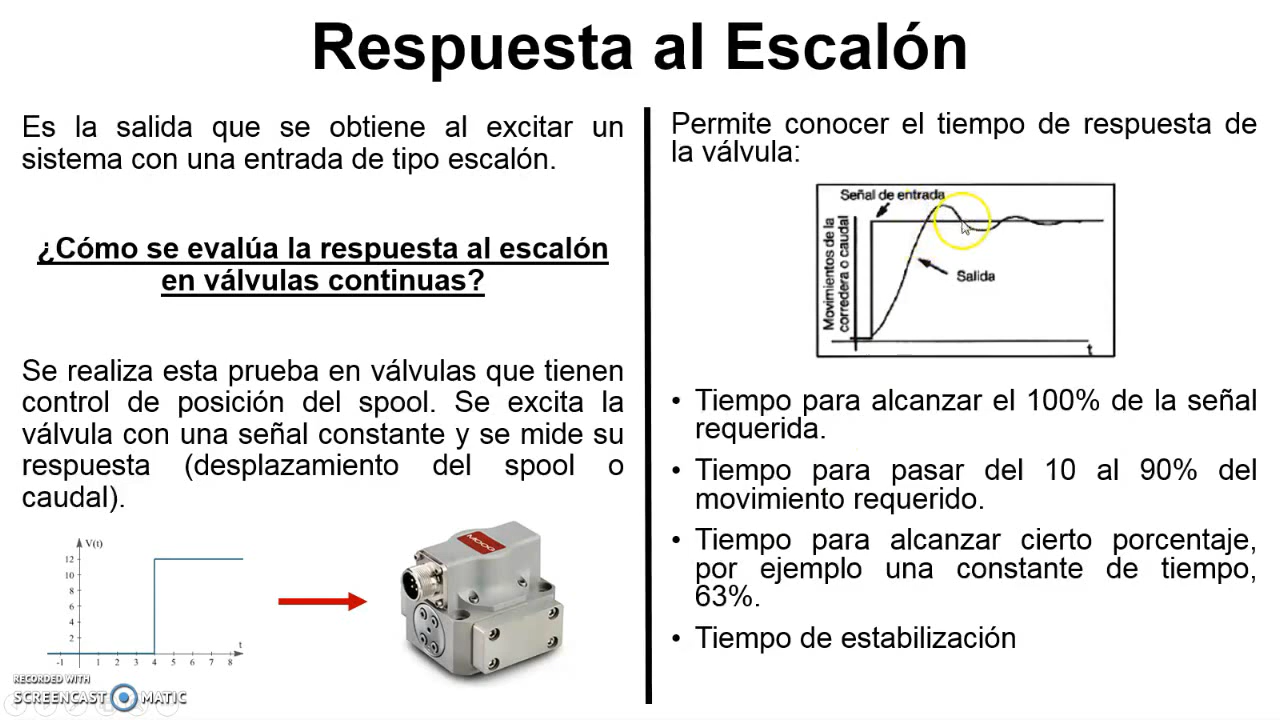 Respuesta al Escalón
Es la salida que se obtiene al excitar un
sistema con una entrada de tipo escalón.
¿Cómo se evalúa la respuesta al escalón
en válvulas continuas?
Se realiza esta prueba en válvulas que tienen
control de posición del spool. Se excita la
válvula con una señal constante y se mide su
respuesta (desplazamiento del spool o
caudal).
V(t)
12
10
8
6
4
2
-1 1 2 3 4 5 6 7 8
t
MOOG
RECORDED WITH
SCREENCAST MATIC
Permite conocer el tiempo de respuesta de
la válvula:
Señal de entrada
Movimientos de la
corredera o caudal
Salida
t
• Tiempo para alcanzar el 100% de la señal
requerida.
• Tiempo para pasar del 10 al 90% del
movimiento requerido.
• Tiempo para alcanzar cierto porcentaje,
por ejemplo una constante de tiempo,
63%.
• Tiempo de estabilización